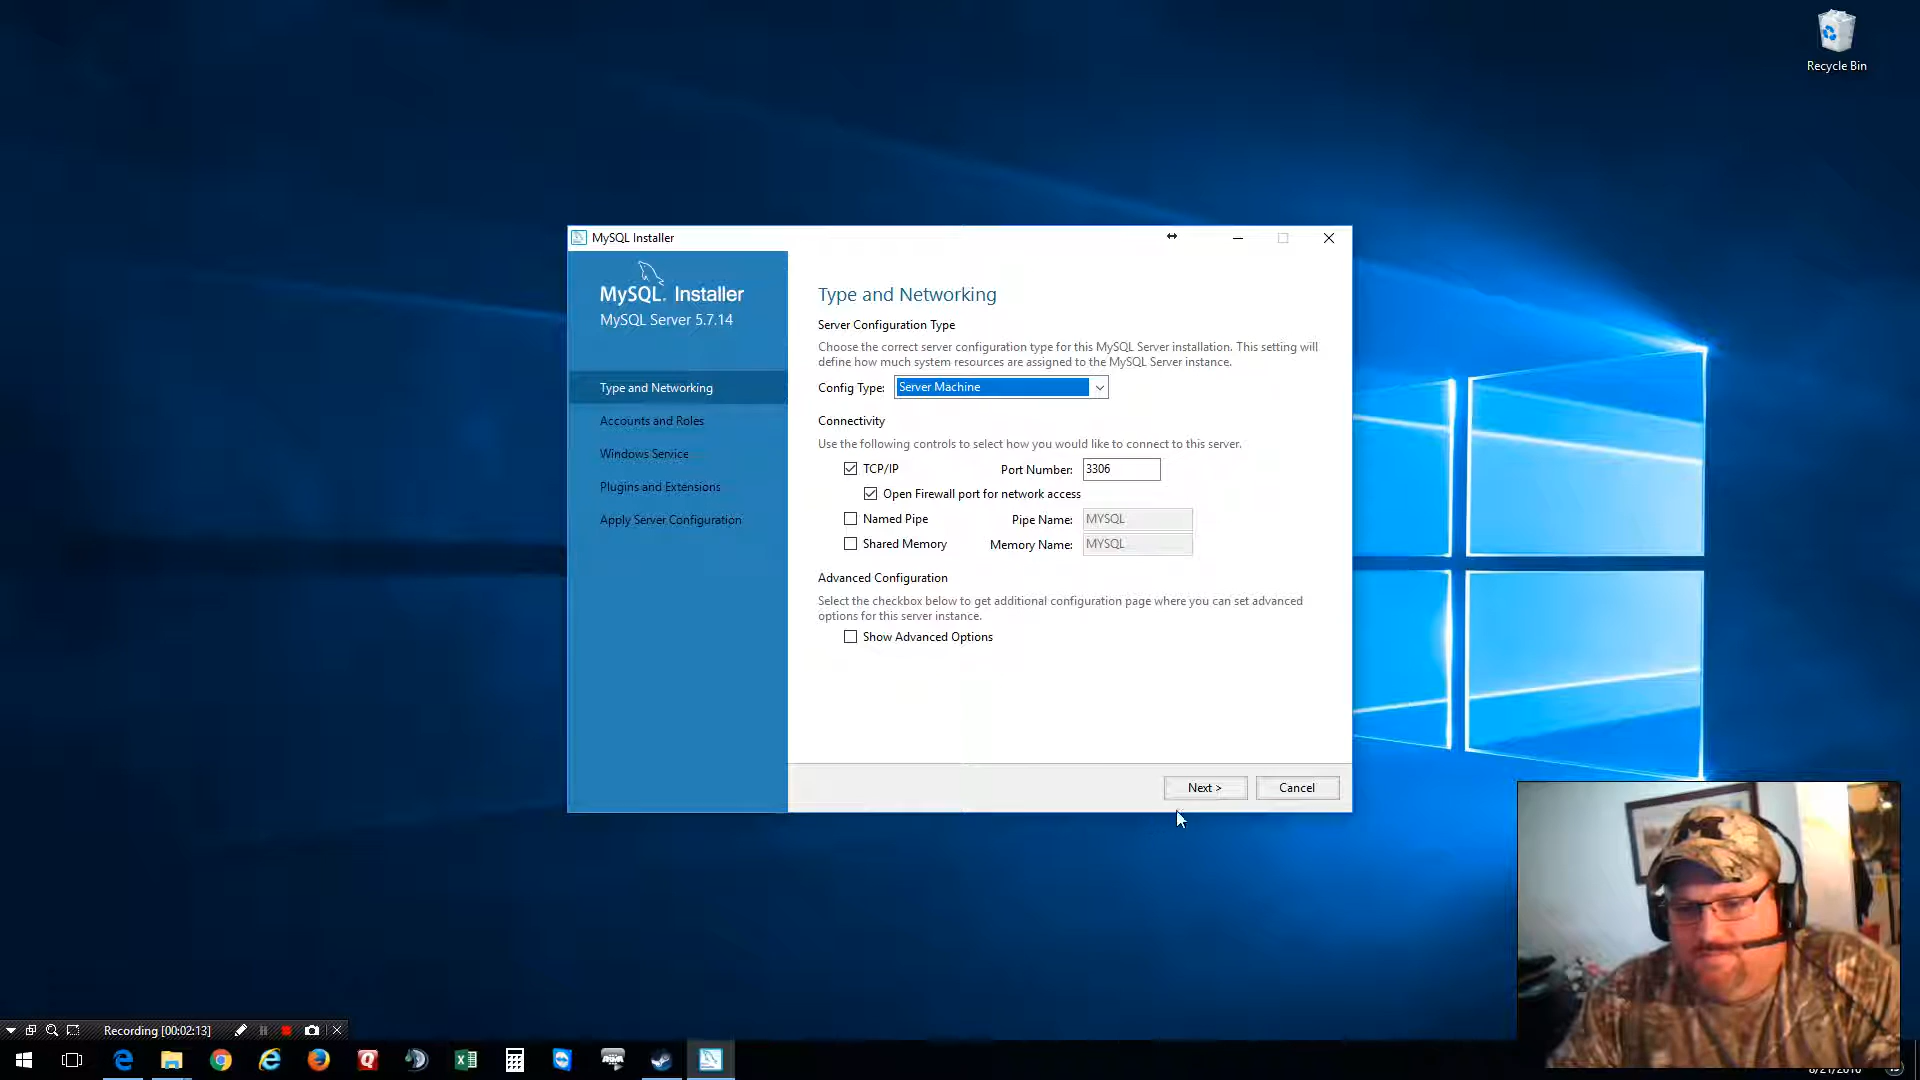 Recycle Bin
MySQL Installer
MySQL. Installer
MySQL Server 5.7.14
Type and Networking
Accounts and Roles
Windows Service
Plugins and Extensions
Apply Server Configuration
Type and Networking
Server Configuration Type
Choose the correct server configuration type for this MySQL Server installation. This setting will
define how much system resources are assigned to the MySQL Server instance.
Config Type: Server Machine
Connectivity
Use the following controls to select how you would like to connect to this server.
TCP/IP Port Number: 3306
Open Firewall port for network access
Named Pipe Pipe Name: MYSQL
Shared Memory Memory Name: MYSQL
Advanced Configuration
Select the checkbox below to get additional configuration page where you can set advanced
options for this server instance.
Show Advanced Options
Next > Cancel
Recording [00:02:13]